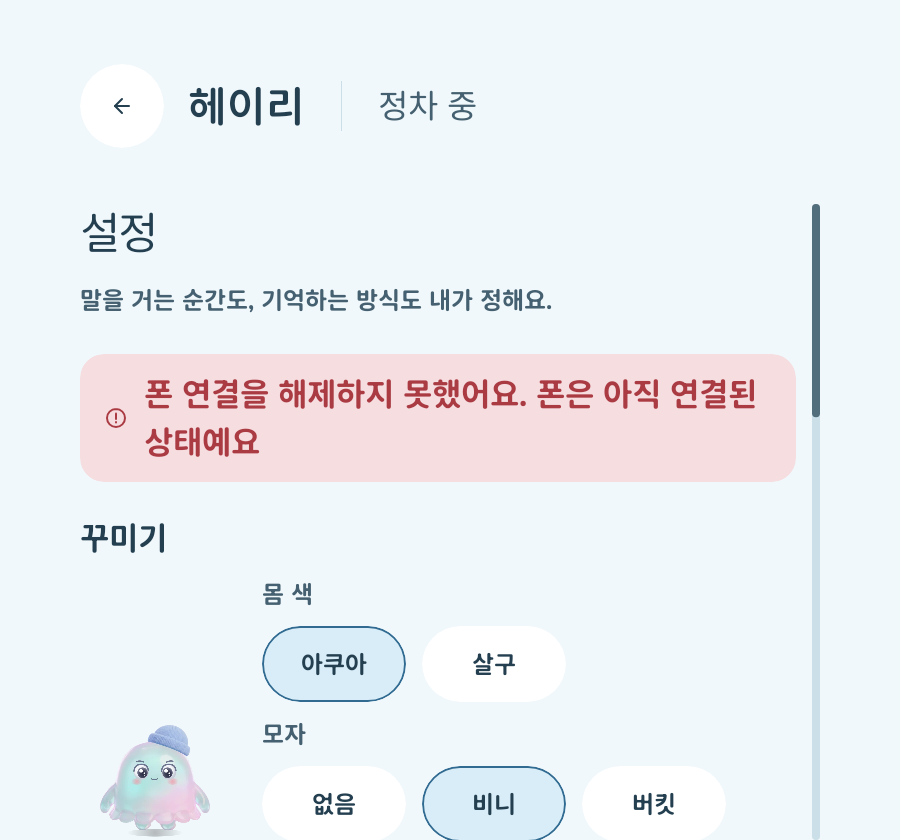 헤이리
정차 중
설정
말을 거는 순간도, 기억하는 방식도 내가 정해요.
폰 연결을 해제하지 못했어요. 폰은 아직 연결된
상태예요
꾸미기
몸 색
아쿠아
살구
모자
없음
비니
버킷